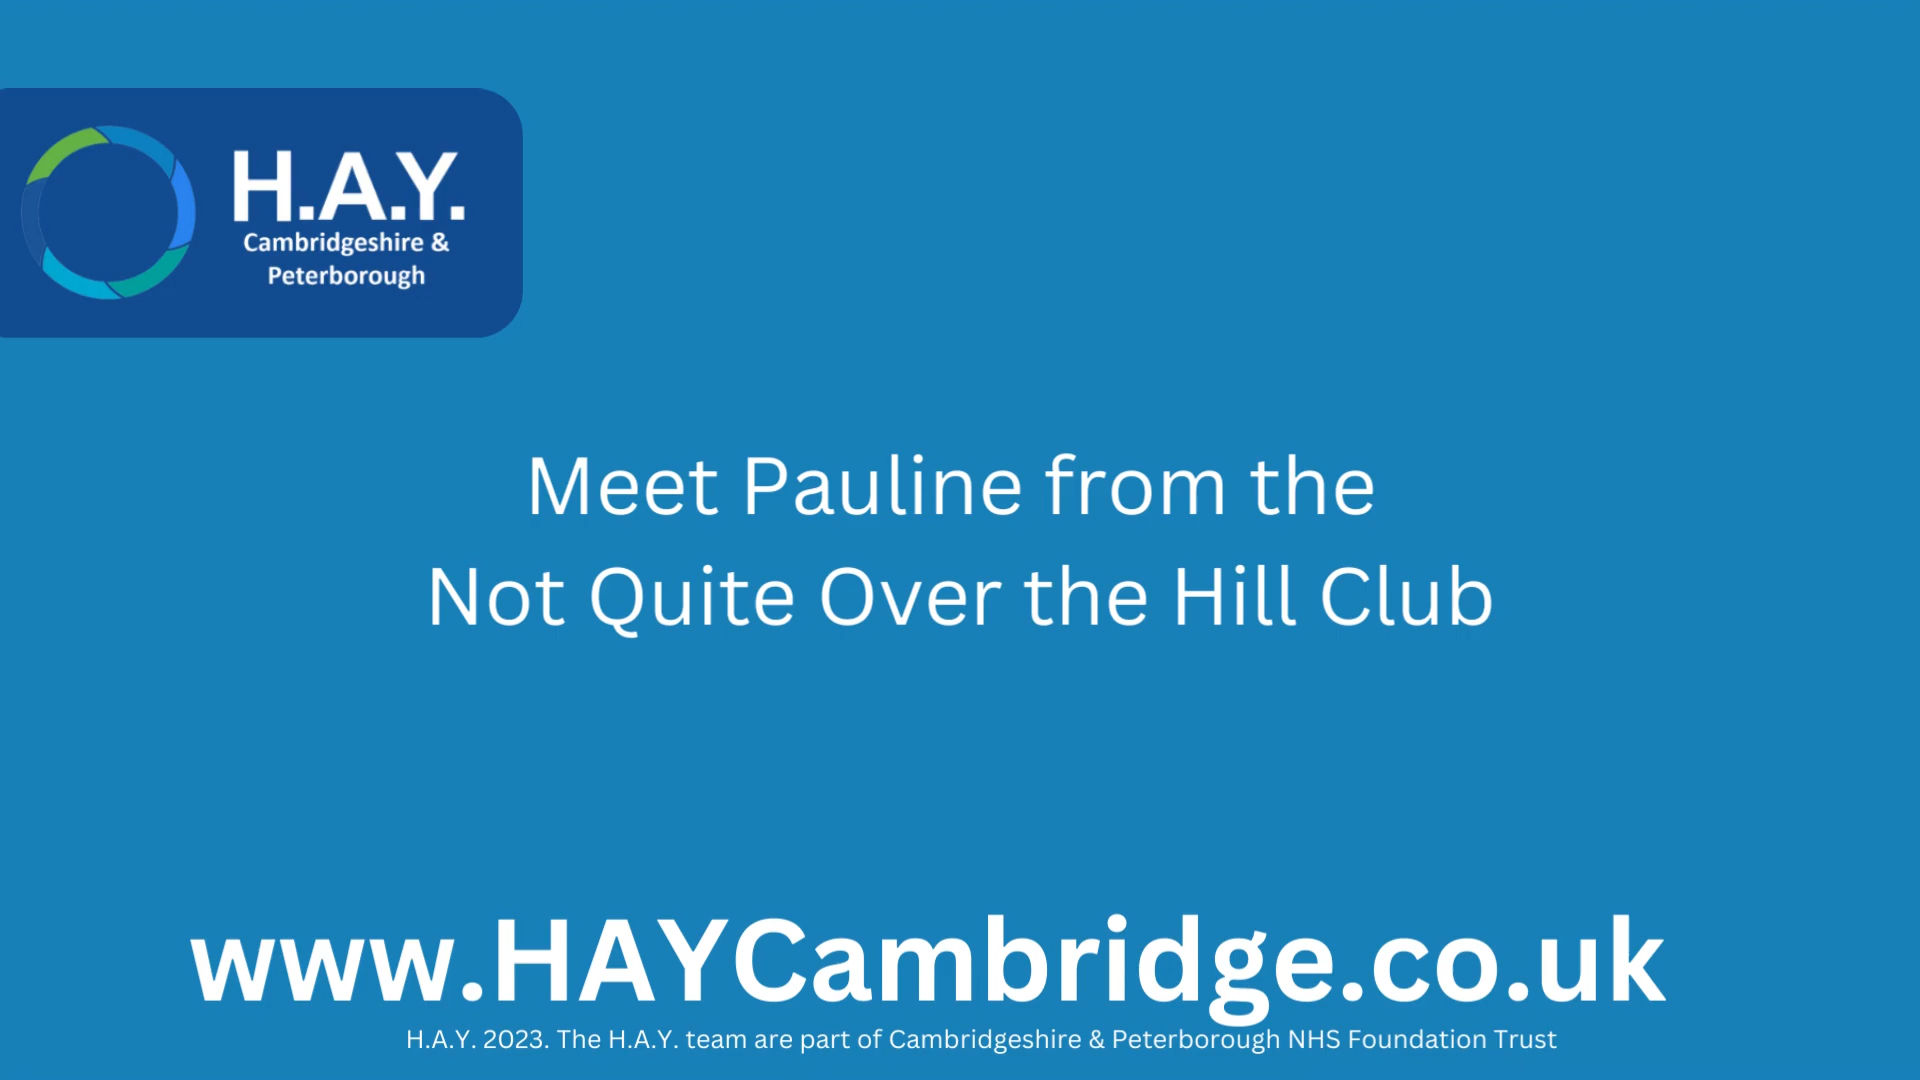 H.A.Y.
Cambridgeshire &
Peterborough
Meet Pauline from the
Not Quite Over the Hill Club
www.HAYCambridge.co.uk
H.A.Y. 2023. The H.A.Y. team are part of Cambridgeshire & Peterborough NHS Foundation Trust